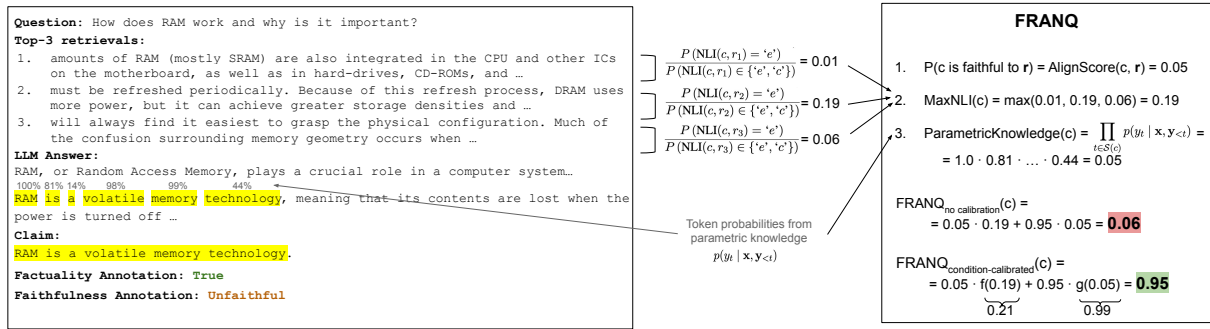 Question: How does RAM work and why is it important?
Top-3 retrievals:
1. amounts of RAM (mostly SRAM) are also integrated in the CPU and other ICs
on the motherboard, as well as in hard-drives, CD-ROMs, and …
2. must be refreshed periodically. Because of this refresh process, DRAM uses
more power, but it can achieve greater storage densities and …
3. will always find it easiest to grasp the physical configuration. Much of
the confusion surrounding memory geometry occurs when …
LLM Answer:
RAM, or Random Access Memory, plays a crucial role in a computer system…
100% 81% 14% 98% 99% 44%
RAM is a volatile memory technology, meaning that its contents are lost when the
power is turned off …
Claim:
RAM is a volatile memory technology.
Factuality Annotation: True
Faithfulness Annotation: Unfaithful
P (NLI(c, r₁) = ‘e’)
P (NLI(c, r₁) ∈ {‘e’, ‘c’}) = 0.01
P (NLI(c, r₂) = ‘e’)
P (NLI(c, r₂) ∈ {‘e’, ‘c’}) = 0.19
P (NLI(c, r₃) = ‘e’)
P (NLI(c, r₃) ∈ {‘e’, ‘c’}) = 0.06
Token probabilities from
parametric knowledge
p(yₜ | x, y<ₜ)
FRANQ
1. P(c is faithful to r) = AlignScore(c, r) = 0.05
2. MaxNLI(c) = max(0.01, 0.19, 0.06) = 0.19
3. ParametricKnowledge(c) = ∏ p(yₜ | x, y<ₜ) =
t∈S(c)
= 1.0 · 0.81 · … · 0.44 = 0.05
FRANQ no calibration(c) =
= 0.05 · 0.19 + 0.95 · 0.05 = 0.06
FRANQ condition-calibrated(c) =
= 0.05 · f(0.19) + 0.95 · g(0.05) = 0.95
0.21 0.99